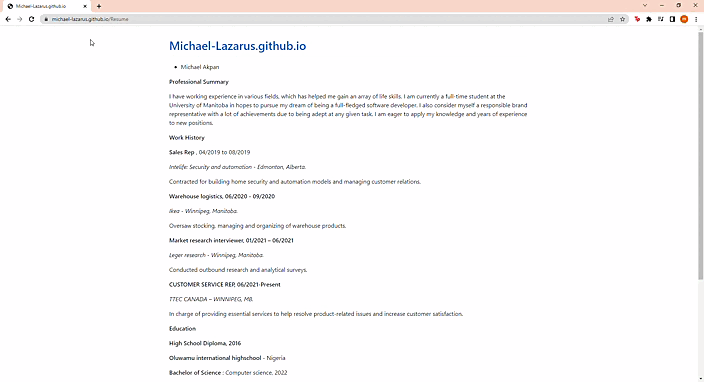 Michael-Lazarus.github.io
michael-lazarus.github.io/Resume
Michael-Lazarus.github.io
• Michael Akpan
Professional Summary
I have working experience in various fields, which has helped me gain an array of life skills. I am currently a full-time student at the
University of Manitoba in hopes to pursue my dream of being a full-fledged software developer. I also consider myself a responsible brand
representative with a lot of achievements due to being adept at any given task. I am eager to apply my knowledge and years of experience
to new positions.
Work History
Sales Rep , 04/2019 to 08/2019
Intelife: Security and automation - Edmonton, Alberta.
Contracted for building home security and automation models and managing customer relations.
Warehouse logistics, 06/2020 - 09/2020
Ikea - Winnipeg, Manitoba.
Oversaw stocking, managing and organizing of warehouse products.
Market research interviewer, 01/2021 – 06/2021
Leger research - Winnipeg, Manitoba.
Conducted outbound research and analytical surveys.
CUSTOMER SERVICE REP, 06/2021-Present
TTEC CANADA – WINNIPEG, MB.
In charge of providing essential services to help resolve product-related issues and increase customer satisfaction.
Education
High School Diploma, 2016
Oluwamu international highschool - Nigeria
Bachelor of Science : Computer science, 2022